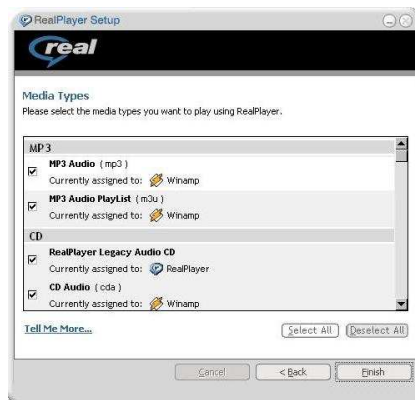 RealPlayer Setup
real
Media Types
Please select the media types you want to play using RealPlayer.
MP3
MP3 Audio ( mp3 )
Currently assigned to: Winamp
MP3 Audio PlayList ( m3u )
Currently assigned to: Winamp
CD
RealPlayer Legacy Audio CD
Currently assigned to: RealPlayer
CD Audio ( cda )
Currently assigned to: Winamp
Tell Me More...
Select All Deselect All
Cancel < Back Finish